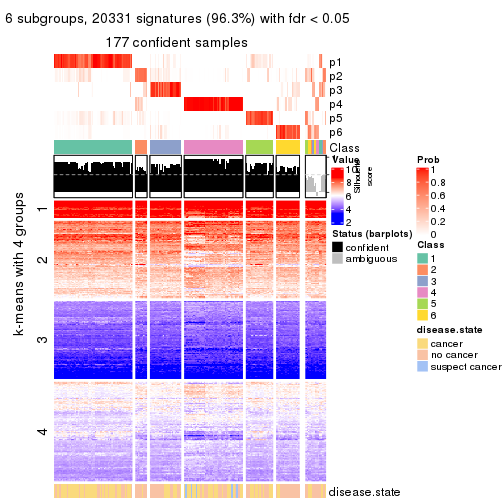 6 subgroups, 20331 signatures (96.3%) with fdr < 0.05
177 confident samples
p1
p2
p3
p4
p5
p6
Class
k-means with 4 groups
1
2
3
4
Silhouette
score
disease.state
Value
10
8
6
4
2
Status (barplots)
confident
ambiguous
Prob
1
0.8
0.6
0.4
0.2
0
Class
1
2
3
4
5
6
disease.state
cancer
no cancer
suspect cancer